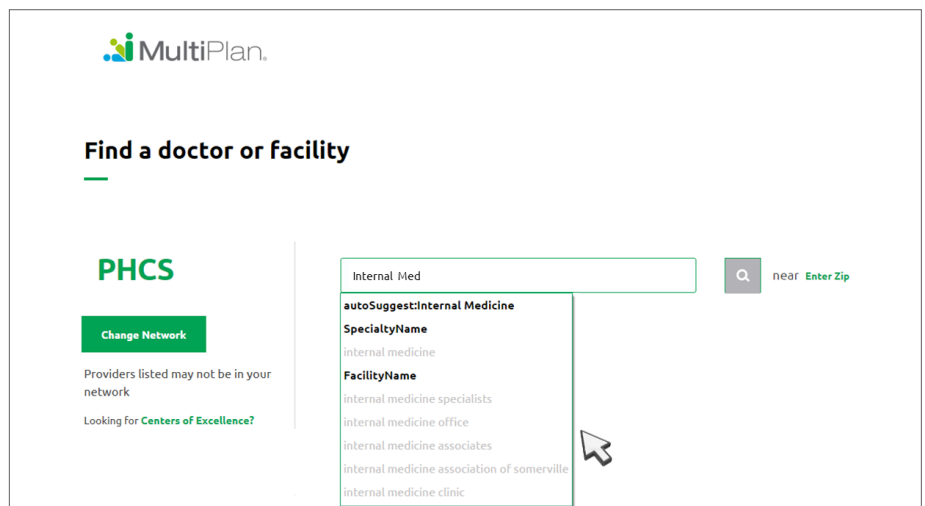 MultiPlan.
Find a doctor or facility
PHCS
Change Network
Providers listed may not be in your
network
Looking for Centers of Excellence?
Internal Med
near Enter Zip
autoSuggest:Internal Medicine
SpecialtyName
internal medicine
FacilityName
internal medicine specialists
internal medicine office
internal medicine associates
internal medicine association of somerville
internal medicine clinic